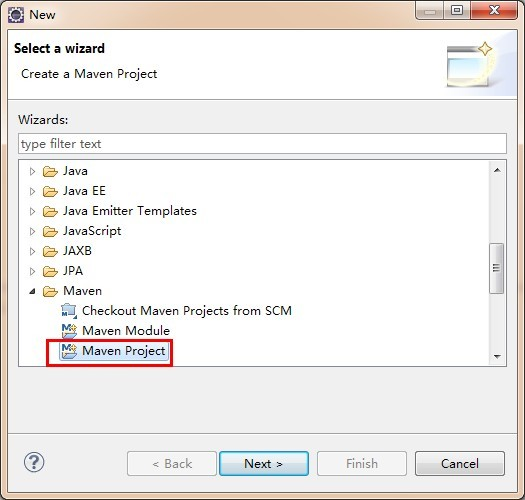 New
Select a wizard
Create a Maven Project
Wizards:
type filter text
Java
Java EE
Java Emitter Templates
JavaScript
JAXB
JPA
Maven
Checkout Maven Projects from SCM
Maven Module
Maven Project
? < Back Next > Finish Cancel